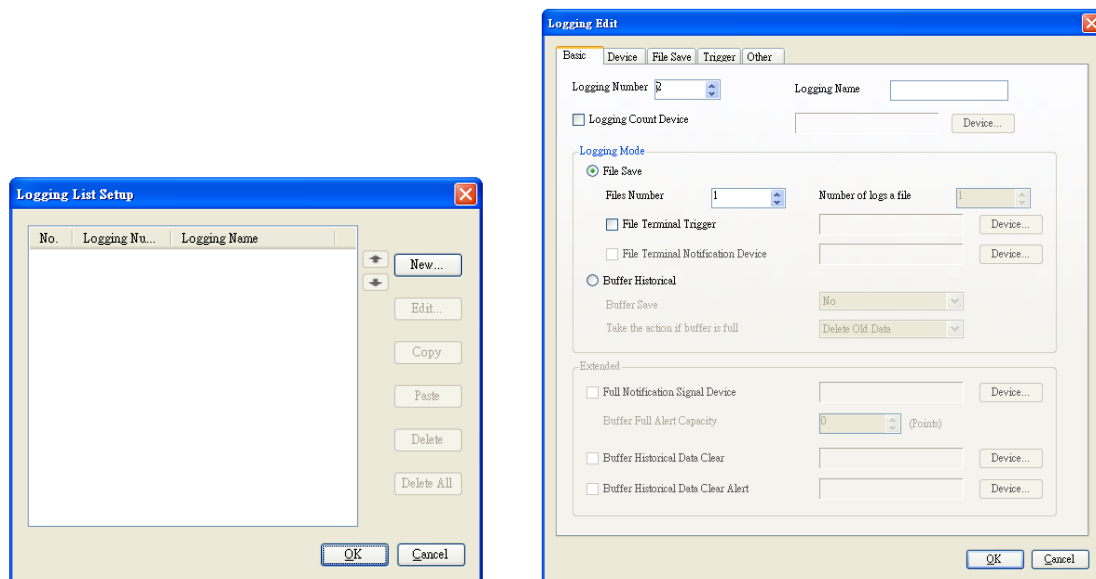 Logging List Setup
No. Logging Nu... Logging Name
New...
Edit...
Copy
Paste
Delete
Delete All
OK Cancel
Logging Edit
Basic Device File Save Trigger Other
Logging Number 2 Logging Name
Logging Count Device Device...
Logging Mode
File Save
Files Number 1 Number of logs a file 1
File Terminal Trigger Device...
File Terminal Notification Device Device...
Buffer Historical
Buffer Save No
Take the action if buffer is full Delete Old Data
Extended
Full Notification Signal Device Device...
Buffer Full Alert Capacity 0 (Points)
Buffer Historical Data Clear Device...
Buffer Historical Data Clear Alert Device...
OK Cancel